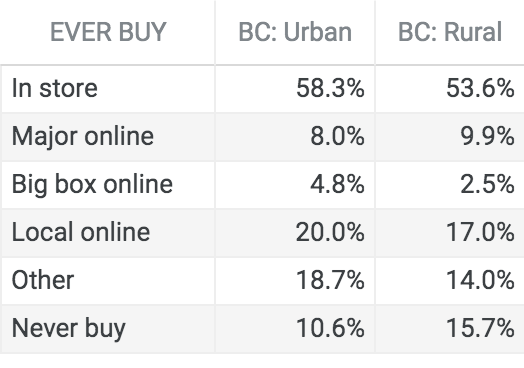 EVER BUY BC: Urban BC: Rural
In store 58.3% 53.6%
Major online 8.0% 9.9%
Big box online 4.8% 2.5%
Local online 20.0% 17.0%
Other 18.7% 14.0%
Never buy 10.6% 15.7%